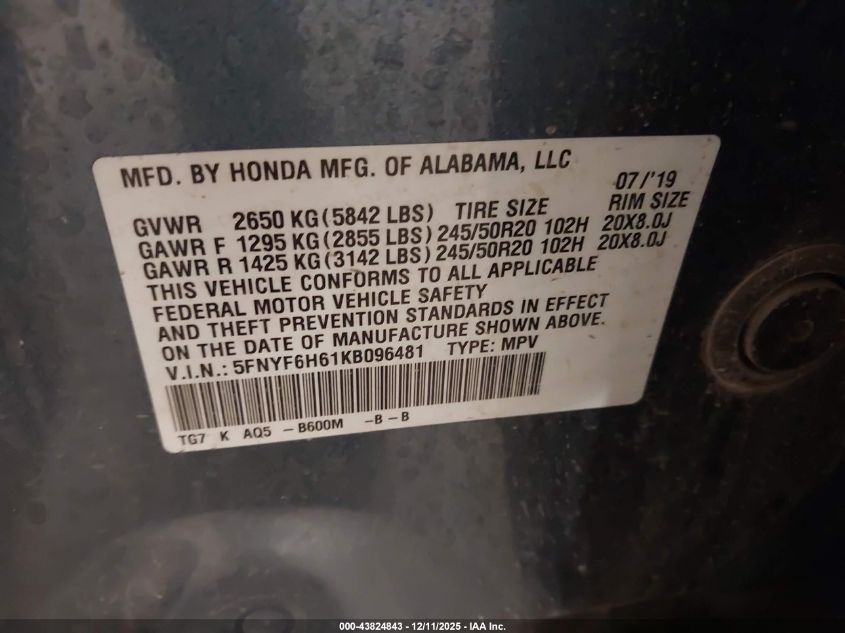 MFD. BY HONDA MFG. OF ALABAMA, LLC
07/'19
GVWR 2650 KG(5842 LBS) TIRE SIZE RIM SIZE
GAWR F 1295 KG(2855 LBS) 245/50R20 102H 20X8.0J
GAWR R 1425 KG(3142 LBS) 245/50R20 102H 20X8.0J
THIS VEHICLE CONFORMS TO ALL APPLICABLE
FEDERAL MOTOR VEHICLE SAFETY
AND THEFT PREVENTION STANDARDS IN EFFECT
ON THE DATE OF MANUFACTURE SHOWN ABOVE.
V.I.N.: 5FNYF6H61KB096481 TYPE: MPV
TG7 K AQ5 -B600M -B-B
000-43824843 - 12/11/2025 - IAA Inc.